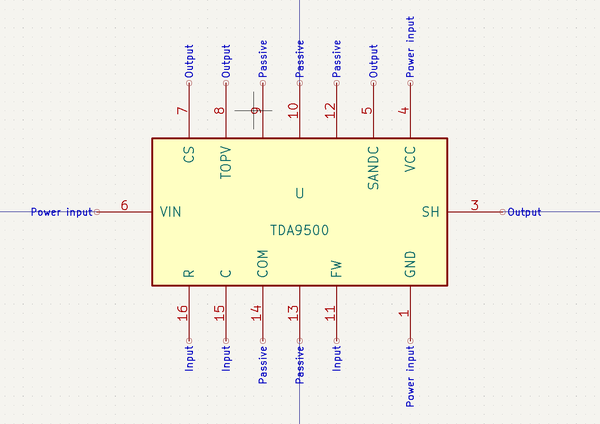 Output
Output
Passive
Passive
Passive
Output
Power input
7
8
9
10
12
5
4
CS
TOPV
SANDC
VCC
U
Power input
6
VIN
SH
3
Output
TDA9500
R
C
COM
FW
GND
16
15
14
13
11
1
Input
Input
Passive
Passive
Input
Power input